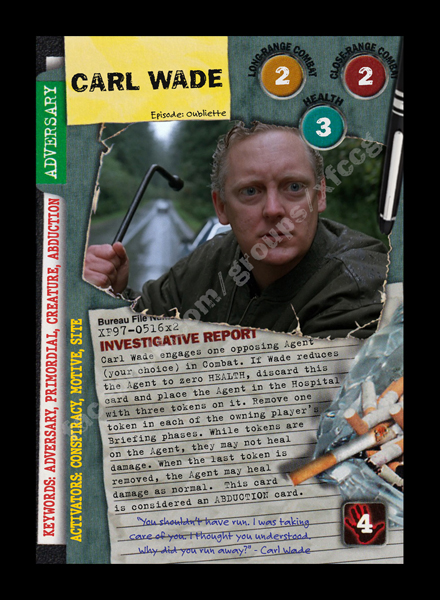 CARL WADE
Episode: Oubliette
LONG-RANGE COMBAT
2
CLOSE-RANGE COMBAT
2
HEALTH
3
ADVERSARY
KEYWORDS: ADVERSARY, PRIMORDIAL, CREATURE, ABDUCTION
ACTIVATORS: CONSPIRACY, MOTIVE, SITE
Bureau File
XF97-0516x2
INVESTIGATIVE REPORT
Carl Wade engages one opposing Agent
(your choice) in Combat. If Wade reduces
the Agent to zero HEALTH, discard this
card and place the Agent in the Hospital
with three tokens on it. Remove one
token in each of the owning player's
Briefing phases. While tokens are
on the Agent, they may not heal
damage. When the last token is
removed, the Agent may heal
damage as normal. This card
is considered an ABDUCTION card.
4
"You shouldn't have run. I was taking
care of you. I thought you understood.
Why did you run away?" - Carl Wade